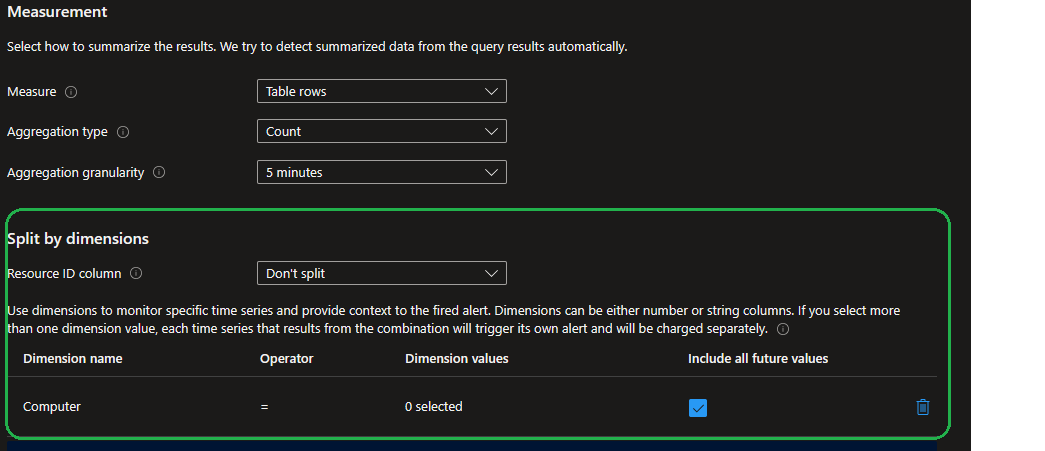 Measurement
Select how to summarize the results. We try to detect summarized data from the query results automatically.
Measure Table rows
Aggregation type Count
Aggregation granularity 5 minutes
Split by dimensions
Resource ID column Don't split
Use dimensions to monitor specific time series and provide context to the fired alert. Dimensions can be either number or string columns. If you select more
than one dimension value, each time series that results from the combination will trigger its own alert and will be charged separately.
Dimension name Operator Dimension values Include all future values
Computer = 0 selected